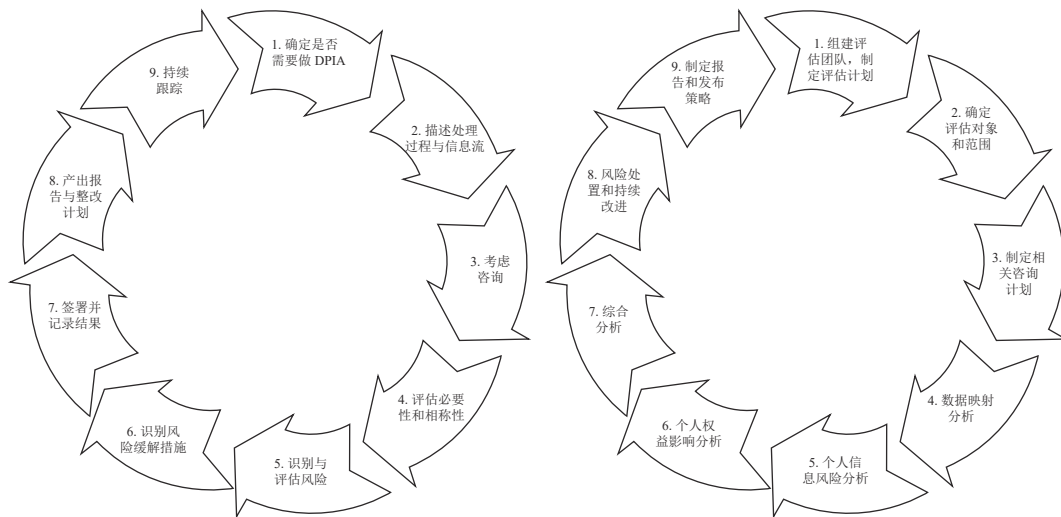 1. 确定是否
需要做 DPIA
2. 描述处理
过程与信息流
3. 考虑
咨询
4. 评估必要
性和相称性
5. 识别与
评估风险
6. 识别风
险缓解措施
7. 签署并
记录结果
8. 产出报
告与整改
计划
9. 持续
跟踪
1. 组建评
估团队，制
定评估计划
2. 确定
评估对象
和范围
3. 制定相
关咨询
计划
4. 数据映射
分析
5. 个人信
息风险分析
6. 个人权
益影响分析
7. 综合
分析
8. 风险处
置和持续
改进
9. 制定报
告和发布
策略